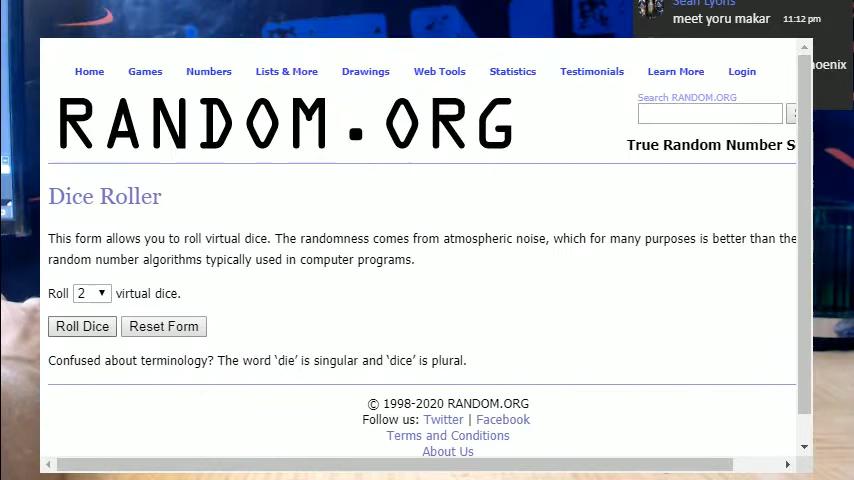 Sean Lyons
meet yoru makar 11:12 pm
hoenix
Home Games Numbers Lists & More Drawings Web Tools Statistics Testimonials Learn More Login
RANDOM.ORG
Search RANDOM.ORG
True Random Number S
Dice Roller
This form allows you to roll virtual dice. The randomness comes from atmospheric noise, which for many purposes is better than the
random number algorithms typically used in computer programs.
Roll 2 virtual dice.
Roll Dice Reset Form
Confused about terminology? The word ‘die’ is singular and ‘dice’ is plural.
© 1998-2020 RANDOM.ORG
Follow us: Twitter | Facebook
Terms and Conditions
About Us